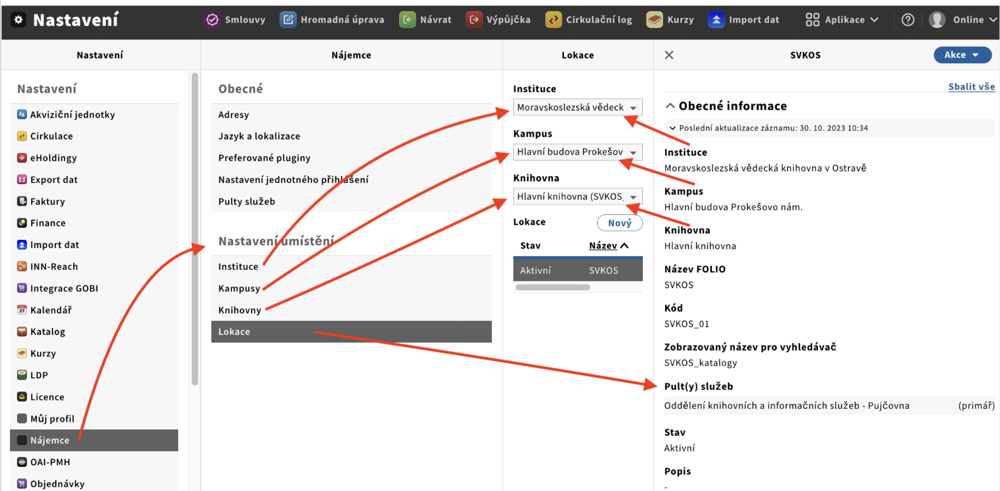 Nastavení
Smlouvy
Hromadná úprava
Návrat
Výpůjčka
Cirkulační log
Kurzy
Import dat
Aplikace
Online
Nastavení
Nastavení
Akviziční jednotky
Cirkulace
eHoldingy
Export dat
Faktury
Finance
Import dat
INN-Reach
Integrace GOBI
Kalendář
Katalog
Kurzy
LDP
Licence
Můj profil
Nájemce
OAI-PMH
Objednávky
Nájemce
Obecné
Adresy
Jazyk a lokalizace
Preferované pluginy
Nastavení jednotného přihlášení
Pulty služeb
Nastavení umístění
Instituce
Kampusy
Knihovny
Lokace
Lokace
Instituce
Moravskoslezská vědeck
Kampus
Hlavní budova Prokešov
Knihovna
Hlavní knihovna (SVKOS_
Lokace
Nový
Stav Název
Aktivní SVKOS
SVKOS
Akce
Sbalit vše
Obecné informace
Poslední aktualizace záznamu: 30. 10. 2023 10:34
Instituce
Moravskoslezská vědecká knihovna v Ostravě
Kampus
Hlavní budova Prokešovo nám.
Knihovna
Hlavní knihovna
Název FOLIO
SVKOS
Kód
SVKOS_01
Zobrazovaný název pro vyhledávač
SVKOS_katalogy
Pult(y) služeb
Oddělení knihovních a informačních služeb - Pujčovna (primář)
Stav
Aktivní
Popis
-